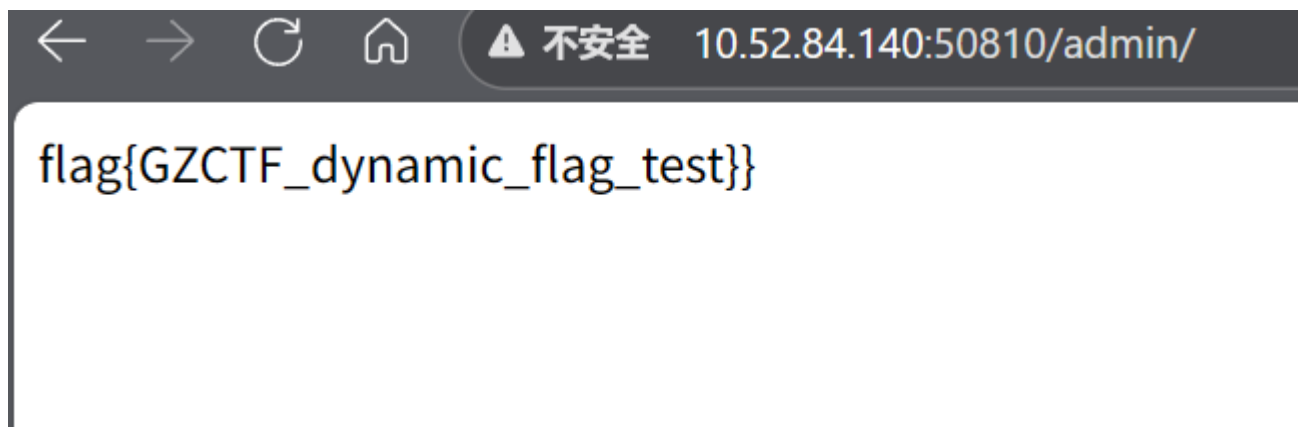 不安全 10.52.84.140:50810/admin/
flag{GZCTF_dynamic_flag_test}}